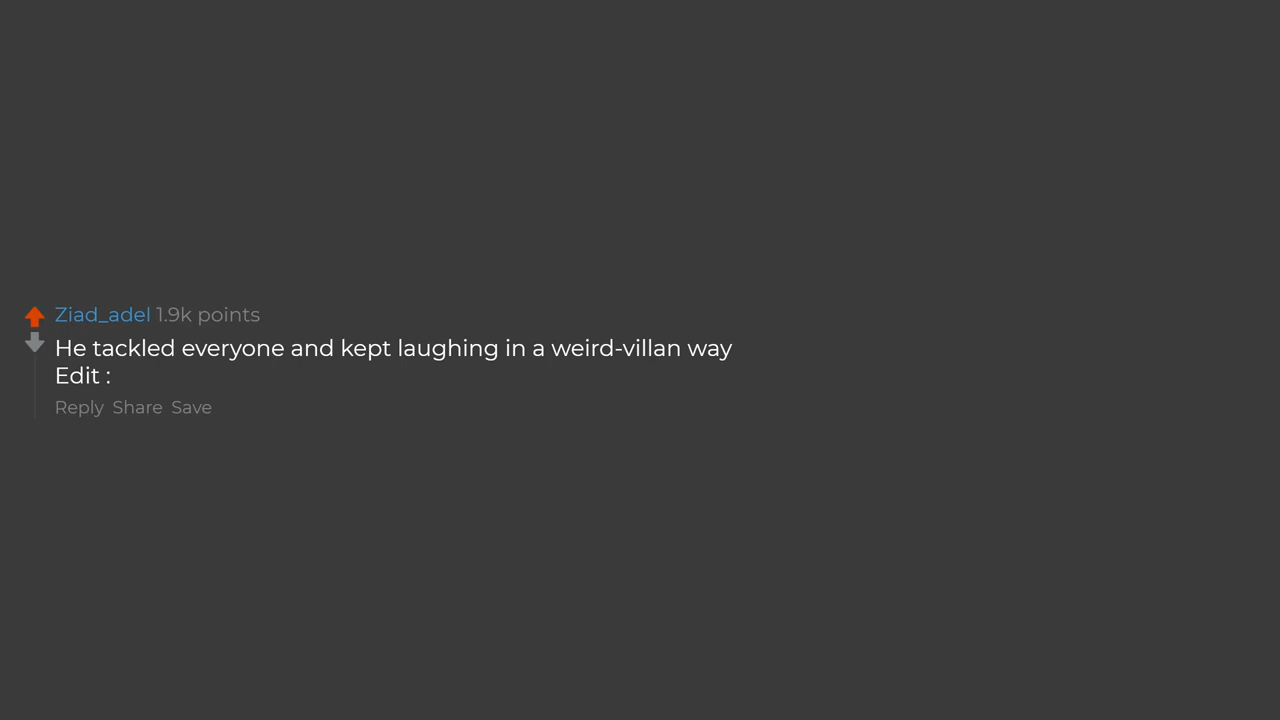 Ziad_adel 1.9k points
He tackled everyone and kept laughing in a weird-villan way
Edit :
Reply Share Save